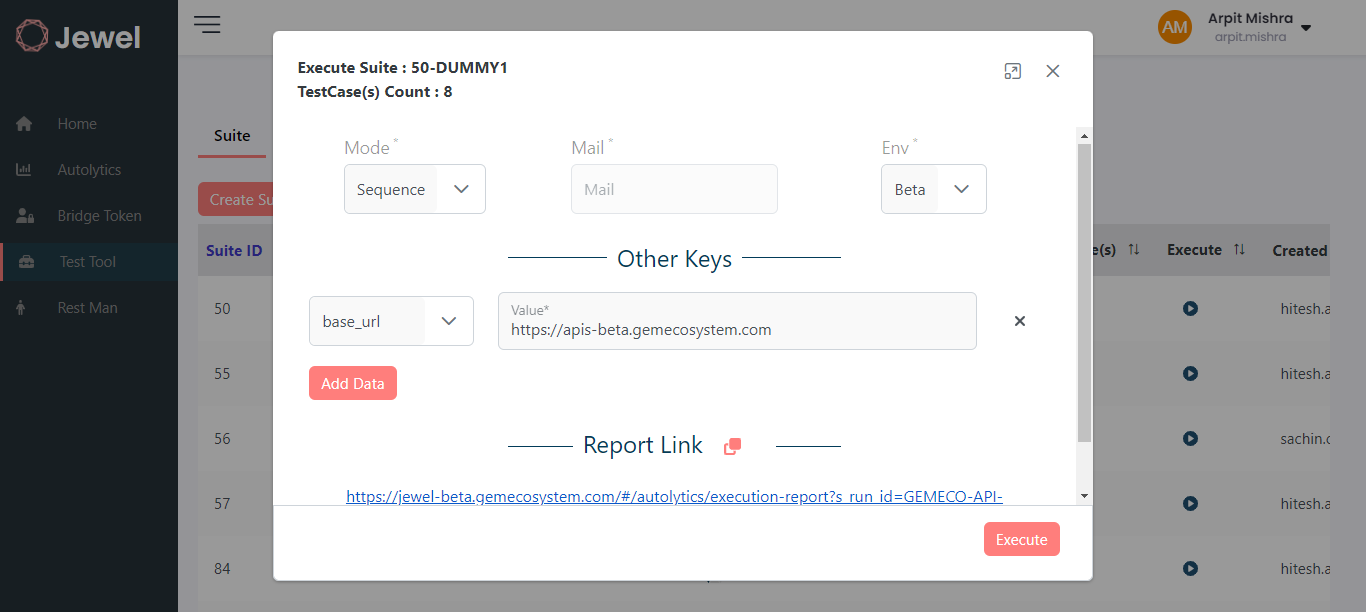 Jewel
Home
Autolytics
Bridge Token
Test Tool
Rest Man
AM
Arpit Mishra
arpit.mishra
Suite
Create Su
Suite ID
e(s)
Execute
Created
50
hitesh.a
55
hitesh.a
56
sachin.c
57
hitesh.a
84
hitesh.a
Execute Suite : 50-DUMMY1
TestCase(s) Count : 8
Mode * Mail * Env *
Sequence Mail Beta
Other Keys
Value*
base_url https://apis-beta.gemecosystem.com
Add Data
Report Link
https://jewel-beta.gemecosystem.com/#/autolytics/execution-report?s_run_id=GEMECO-API-
Execute